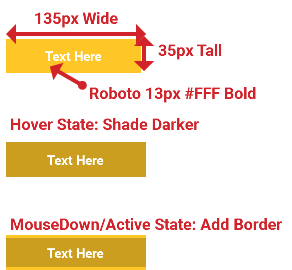 135px Wide
Text Here
35px Tall
Roboto 13px #FFF Bold
Hover State: Shade Darker
Text Here
MouseDown/Active State: Add Border
Text Here